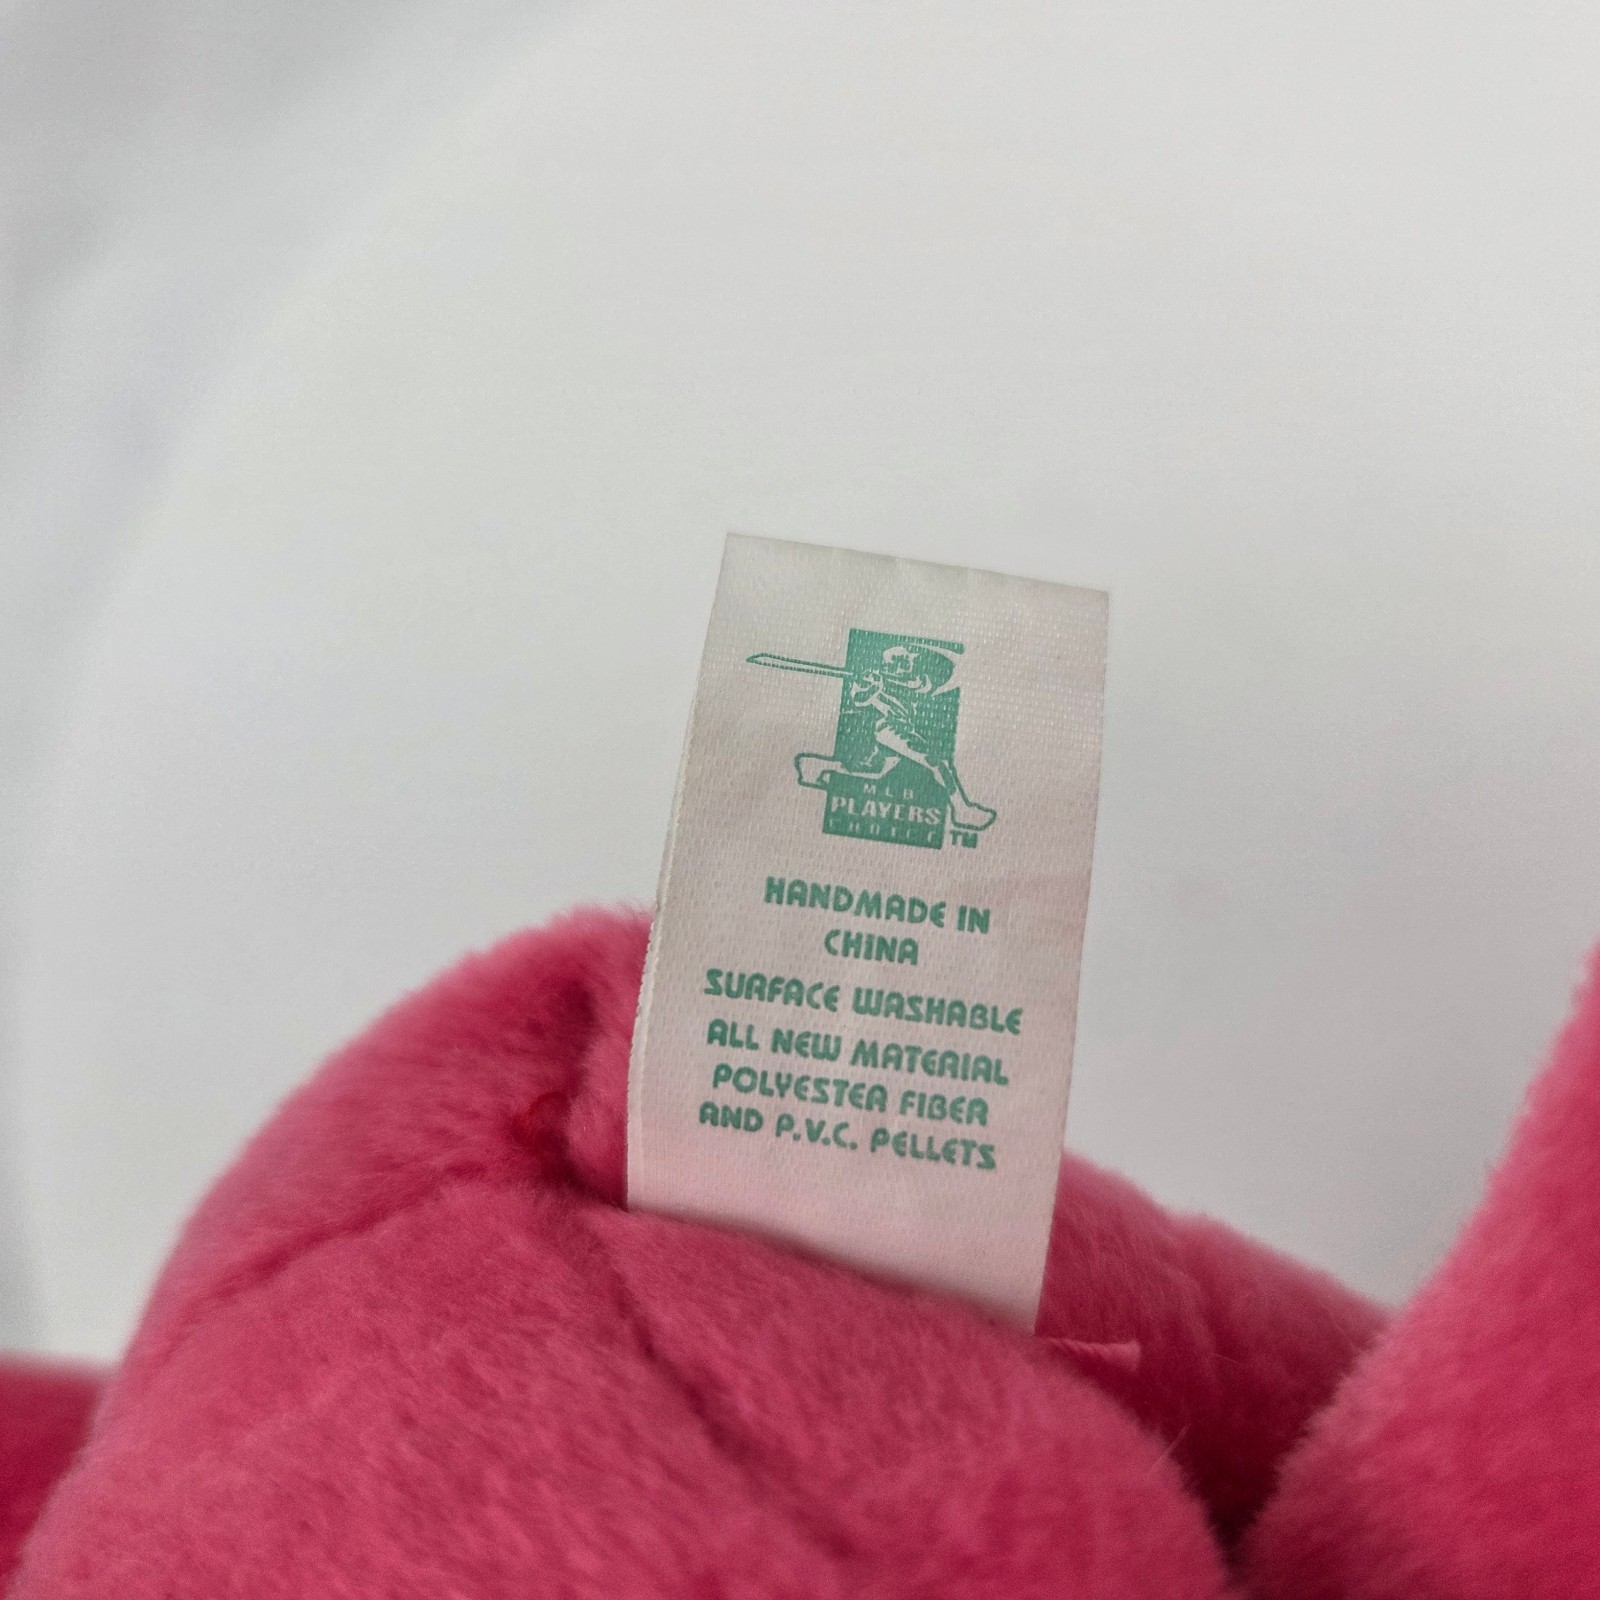 MLB
PLAYERS
CHOICE TM
HANDMADE IN
CHINA
SURFACE WASHABLE
ALL NEW MATERIAL
POLYESTER FIBER
AND P.V.C. PELLETS